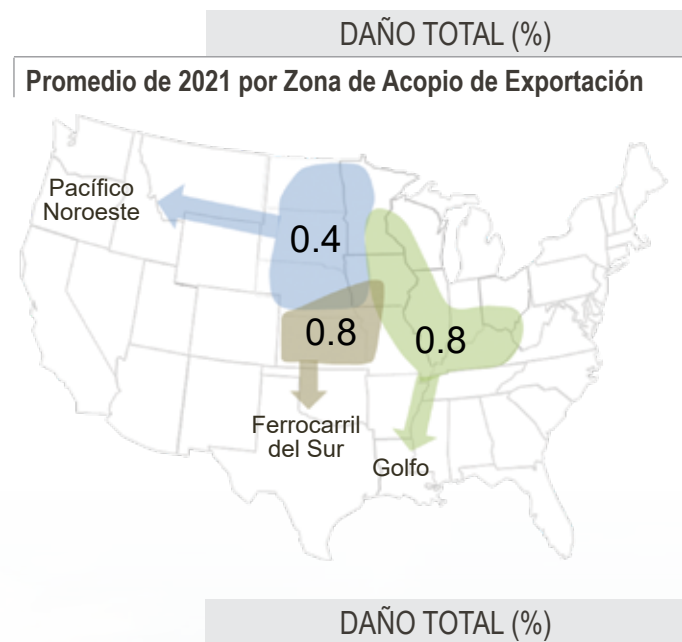 DAÑO TOTAL (%)
Promedio de 2021 por Zona de Acopio de Exportación
Pacífico
Noroeste
0.4
0.8
0.8
Ferrocarril
del Sur
Golfo
DAÑO TOTAL (%)